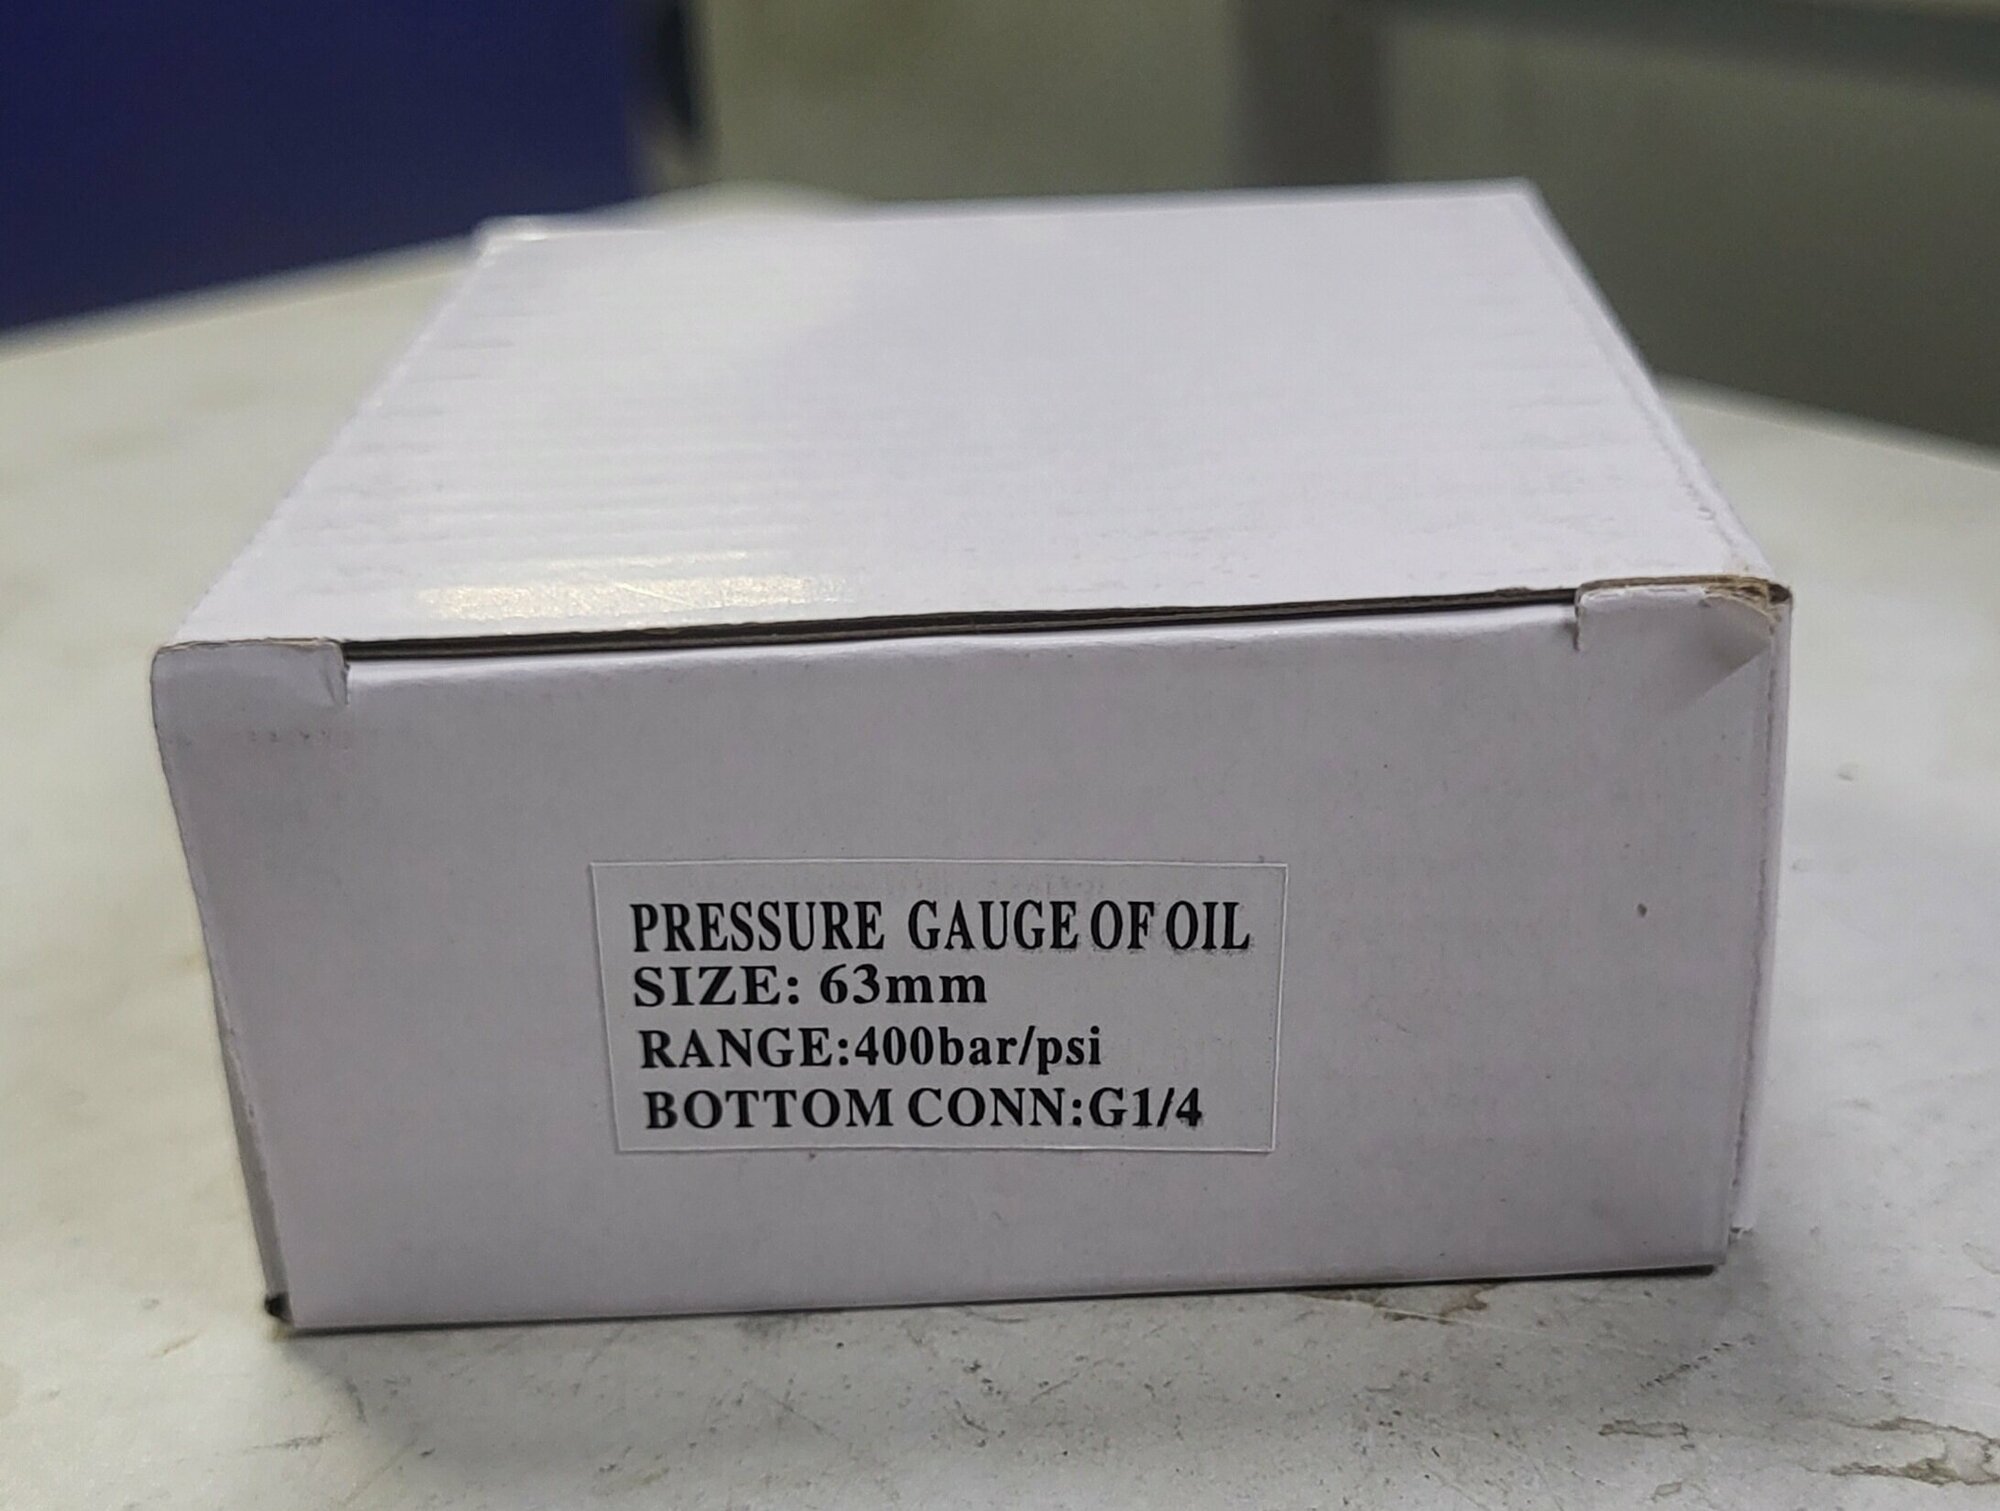 PRESSURE GAUGE OF OIL
SIZE: 63mm
RANGE:400bar/psi
BOTTOM CONN:G1/4